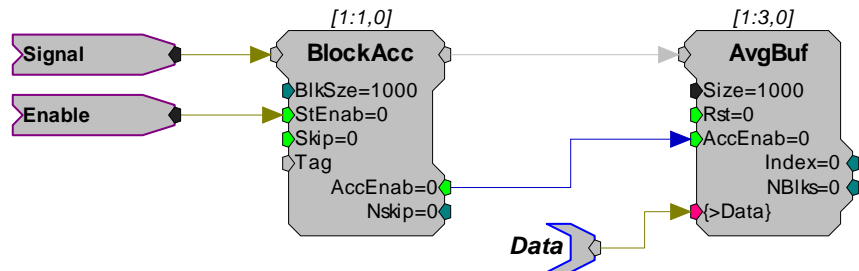 [1:1,0]
[1:3,0]
Signal
BlockAcc
AvgBuf
BlkSze=1000
Size=1000
Enable
StEnab=0
Rst=0
Skip=0
AccEnab=0
Tag
Index=0
AccEnab=0
NBlks=0
Nskip=0
{>Data}
Data